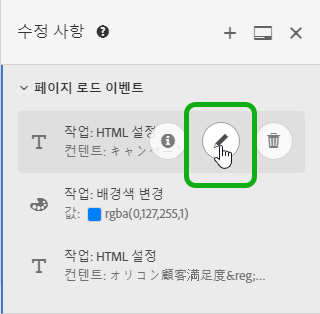 수정 사항
페이지 로드 이벤트
작업: HTML 설정
컨텐트: キャン
작업: 배경색 변경
값: rgba(0,127,255,1)
작업: HTML 설정
컨텐트: オリコン顧客満足度&reg;...